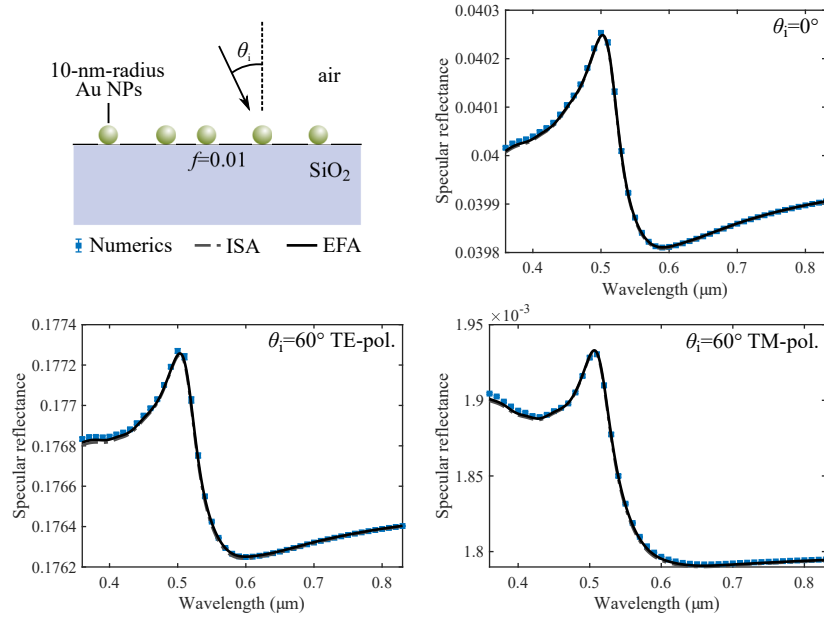 θi
10-nm-radius
Au NPs
air
f=0.01
SiO2
Numerics
ISA
EFA
θi=0°
0.0403
0.0402
0.0401
0.04
0.0399
0.0398
Specular reflectance
0.4 0.5 0.6 0.7 0.8
Wavelength (μm)
θi=60° TE-pol.
0.1774
0.1772
0.177
0.1768
0.1766
0.1764
0.1762
Specular reflectance
0.4 0.5 0.6 0.7 0.8
Wavelength (μm)
×10-3
θi=60° TM-pol.
1.95
1.9
1.85
1.8
Specular reflectance
0.4 0.5 0.6 0.7 0.8
Wavelength (μm)